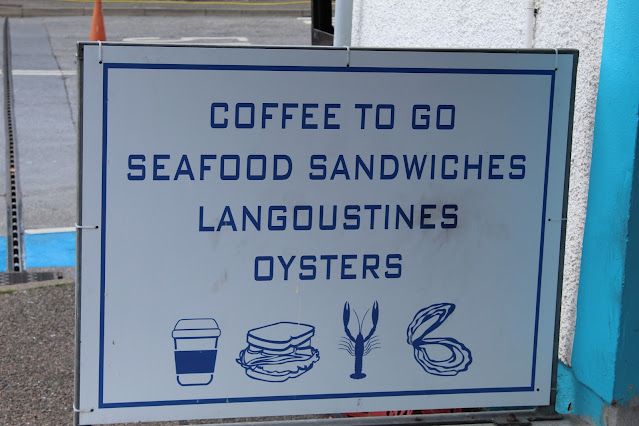 COFFEE TO GO
SEAFOOD SANDWICHES
LANGOUSTINES
OYSTERS